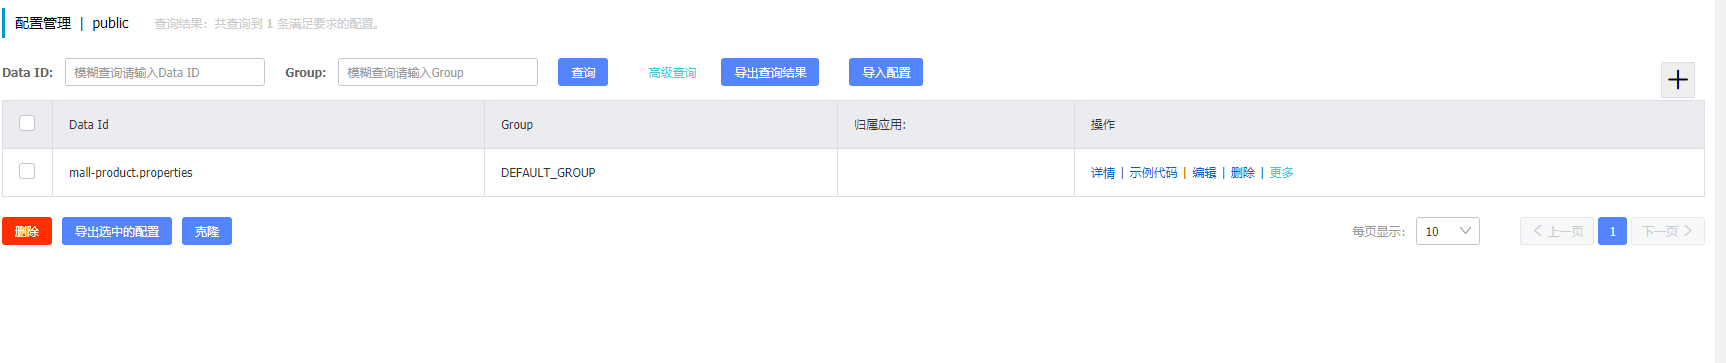 配置管理 | public 查询结果：共查询到 1 条满足要求的配置。
Data ID: 模糊查询请输入Data ID Group: 模糊查询请输入Group 查询 高级查询 导出查询结果 导入配置
Data Id Group 归属应用: 操作
mall-product.properties DEFAULT_GROUP 详情 | 示例代码 | 编辑 | 删除 | 更多
删除 导出选中的配置 克隆 每页显示: 10 上一页 1 下一页